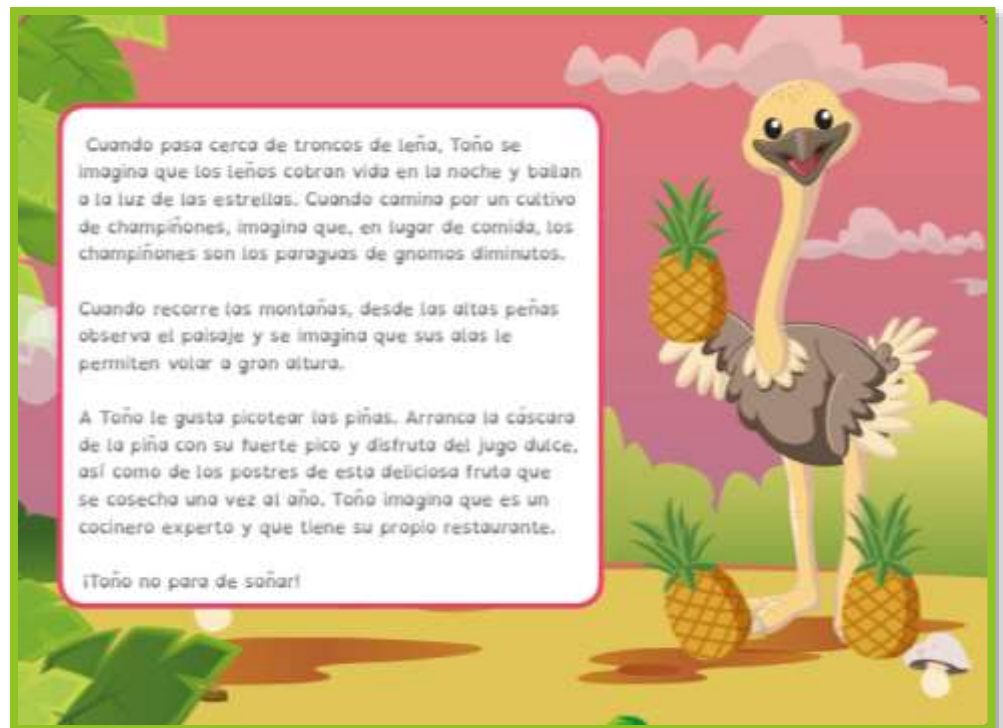 Cuando pasa cerca de troncos de leña, Toño se
imagina que los leños cobran vida en la noche y bailan
a la luz de las estrellas. Cuando camina por un cultivo
de champiñones, imagina que, en lugar de comida, los
champiñones son los paraguas de gnomos diminutos.
Cuando recorre las montañas, desde las altas peñas
observa el paisaje y se imagina que sus alas le
permiten volar a gran altura.
A Toño le gusta picotear las piñas. Arranca la cáscara
de la piña con su fuerte pico y disfruta del jugo dulce,
así como de los postres de esta deliciosa fruta que
se cosecha una vez al año. Toño imagina que es un
cocinero experto y que tiene su propio restaurante.
¡Toño no para de soñar!